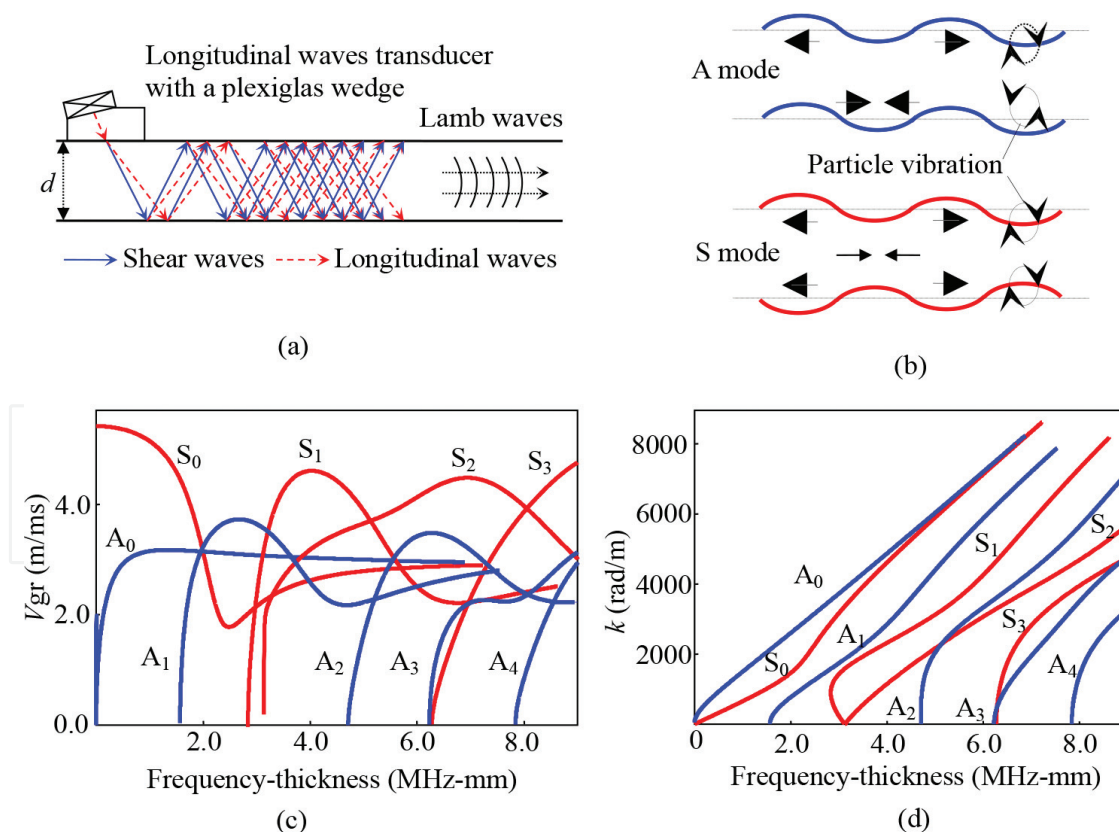 Longitudinal waves transducer
with a plexiglas wedge
Lamb waves
d
Shear waves
Longitudinal waves
(a)
A mode
Particle vibration
S mode
(b)
Vgr (m/ms)
4.0
2.0
0.0
S0
S1
S2
S3
A0
A1
A2
A3
A4
2.0
4.0
6.0
8.0
Frequency-thickness (MHz-mm)
(c)
k (rad/m)
8000
6000
4000
2000
0
A0
S0
A1
S1
S2
S3
A2
A3
A4
0
2.0
4.0
6.0
8.0
Frequency-thickness (MHz-mm)
(d)